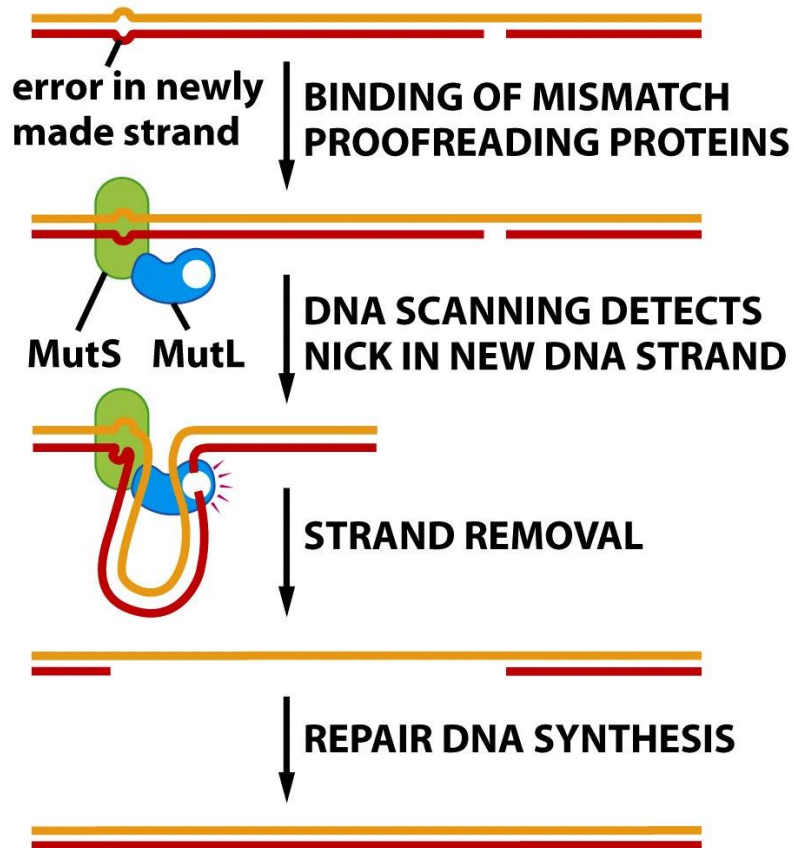 error in newly
made strand
BINDING OF MISMATCH
PROOFREADING PROTEINS
MutS MutL
DNA SCANNING DETECTS
NICK IN NEW DNA STRAND
STRAND REMOVAL
REPAIR DNA SYNTHESIS